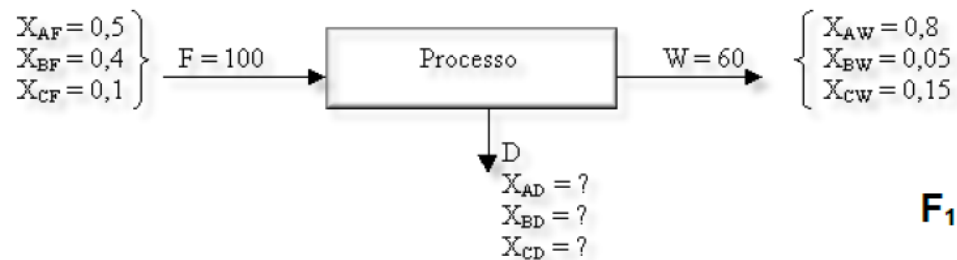 X_AF = 0,5
X_BF = 0,4
X_CF = 0,1
F = 100
Processo
W = 60
X_AW = 0,8
X_BW = 0,05
X_CW = 0,15
D
X_AD = ?
X_BD = ?
X_CD = ?
F₁